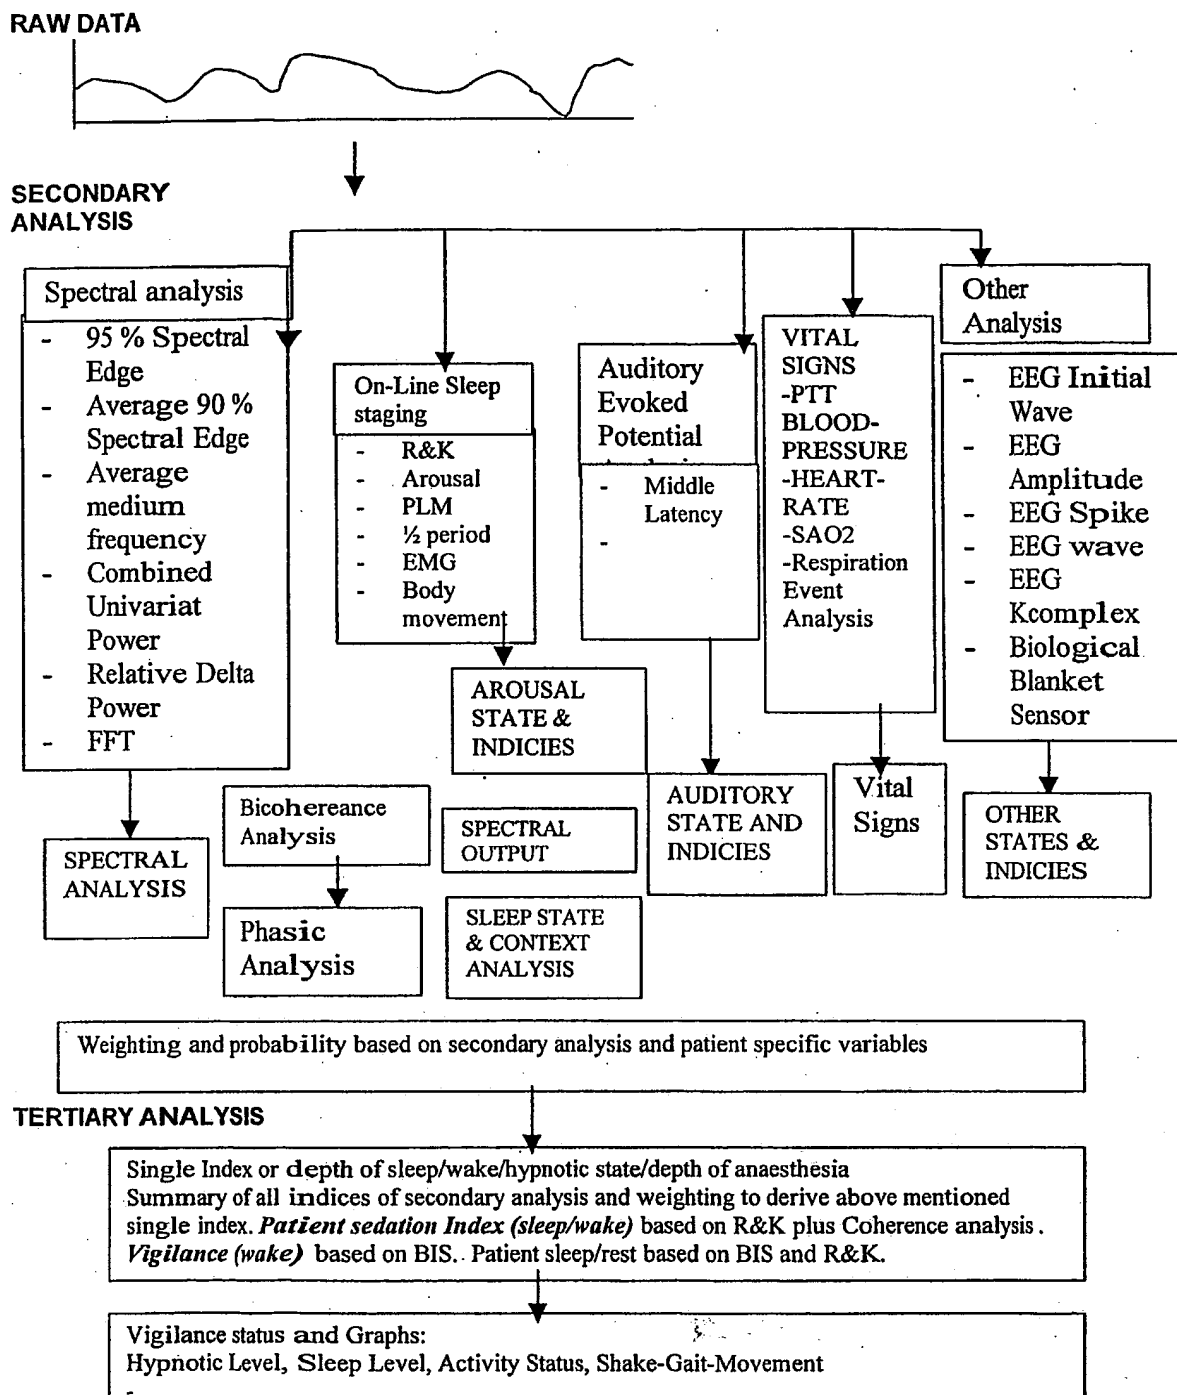 RAW DATA
SECONDARY
ANALYSIS
Spectral analysis
- 95 % Spectral
Edge
- Average 90 %
Spectral Edge
- Average
medium
frequency
- Combined
Univariat
Power
- Relative Delta
Power
- FFT
SPECTRAL
ANALYSIS
On-Line Sleep
staging
- R&K
- Arousal
- PLM
- ½ period
- EMG
- Body
movement
AROUSAL
STATE &
INDICIES
Bicohereance
Analysis
Phasic
Analysis
SPECTRAL
OUTPUT
SLEEP STATE
& CONTEXT
ANALYSIS
Auditory
Evoked
Potential
- Middle
Latency
-
AUDITORY
STATE AND
INDICIES
VITAL
SIGNS
-PTT
BLOOD-
PRESSURE
-HEART-
RATE
-SAO2
-Respiration
Event
Analysis
Vital
Signs
Other
Analysis
- EEG Initial
Wave
- EEG
Amplitude
- EEG Spike
- EEG wave
- EEG
Kcomplex
- Biological
Blanket
Sensor
OTHER
STATES &
INDICIES
Weighting and probability based on secondary analysis and patient specific variables
TERTIARY ANALYSIS
Single Index or depth of sleep/wake/hypnotic state/depth of anaesthesia
Summary of all indices of secondary analysis and weighting to derive above mentioned
single index. Patient sedation Index (sleep/wake) based on R&K plus Coherence analysis.
Vigilance (wake) based on BIS. Patient sleep/rest based on BIS and R&K.
Vigilance status and Graphs:
Hypnotic Level, Sleep Level, Activity Status, Shake-Gait-Movement
-